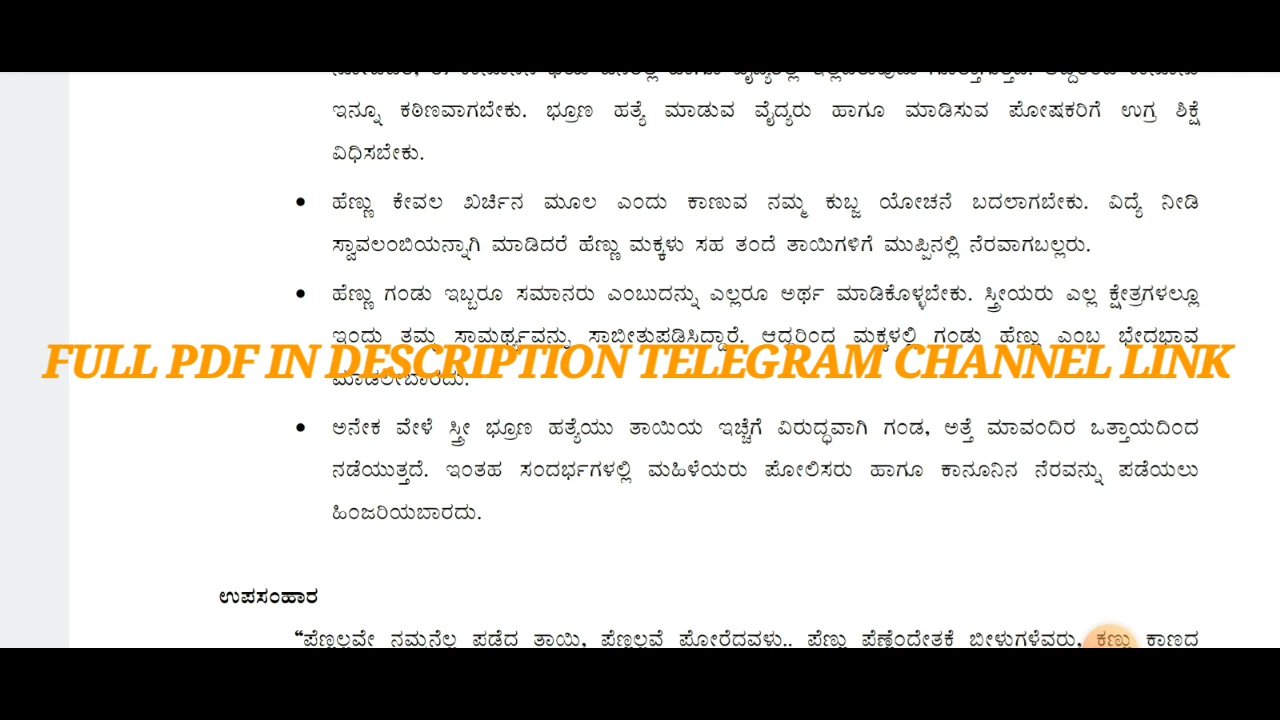 ಇನ್ನೂ ಕಠಿಣವಾಗಬೇಕು. ಭ್ರೂಣ ಹತ್ಯೆ ಮಾಡುವ ವೈದ್ಯರು ಹಾಗೂ ಮಾಡಿಸುವ ಪೋಷಕರಿಗೆ ಉಗ್ರ ಶಿಕ್ಷೆ
ವಿಧಿಸಬೇಕು.
• ಹೆಣ್ಣು ಕೇವಲ ಖರ್ಚಿನ ಮೂಲ ಎಂದು ಕಾಣುವ ನಮ್ಮ ಕುಬ್ಜ ಯೋಚನೆ ಬದಲಾಗಬೇಕು. ವಿದ್ಯೆ ನೀಡಿ
ಸ್ವಾವಲಂಬಿಯನ್ನಾಗಿ ಮಾಡಿದರೆ ಹೆಣ್ಣು ಮಕ್ಕಳು ಸಹ ತಂದೆ ತಾಯಿಗಳಿಗೆ ಮುಪ್ಪಿನಲ್ಲಿ ನೆರವಾಗಬಲ್ಲರು.
• ಹೆಣ್ಣು ಗಂಡು ಇಬ್ಬರೂ ಸಮಾನರು ಎಂಬುದನ್ನು ಎಲ್ಲರೂ ಅರ್ಥ ಮಾಡಿಕೊಳ್ಳಬೇಕು. ಸ್ತ್ರೀಯರು ಎಲ್ಲ ಕ್ಷೇತ್ರಗಳಲ್ಲೂ
ಇಂದು ತಮ್ಮ ಸಾಮರ್ಥ್ಯವನ್ನು ಸಾಬೀತುಪಡಿಸಿದ್ದಾರೆ. ಆದ್ದರಿಂದ ಮಕ್ಕಳಲ್ಲಿ ಗಂಡು ಹೆಣ್ಣು ಎಂಬ ಭೇದಭಾವ
FULL PDF IN DESCRIPTION TELEGRAM CHANNEL LINK
ಮಾಡಲೇಬಾರದು.
• ಅನೇಕ ವೇಳೆ ಸ್ತ್ರೀ ಭ್ರೂಣ ಹತ್ಯೆಯು ತಾಯಿಯ ಇಚ್ಚೆಗೆ ವಿರುದ್ಧವಾಗಿ ಗಂಡ, ಅತ್ತೆ ಮಾವಂದಿರ ಒತ್ತಾಯದಿಂದ
ನಡೆಯುತ್ತದೆ. ಇಂತಹ ಸಂದರ್ಭಗಳಲ್ಲಿ ಮಹಿಳೆಯರು ಪೋಲಿಸರು ಹಾಗೂ ಕಾನೂನಿನ ನೆರವನ್ನು ಪಡೆಯಲು
ಹಿಂಜರಿಯಬಾರದು.
ಉಪಸಂಹಾರ
“ಪೆಣ್ಣಲ್ಲವೇ ನಮ್ಮನೆಲ್ಲ ಪಡೆದ ತಾಯಿ, ಪೆಣ್ಣಲ್ಲವೆ ಪೋರೆದವಳು.. ಪೆಣ್ಣು ಪೆಣ್ಣೆಂದೇತಕೆ ಬೀಳುಗಳೆವರು, ಕಣ್ಣು ಕಾಣದ